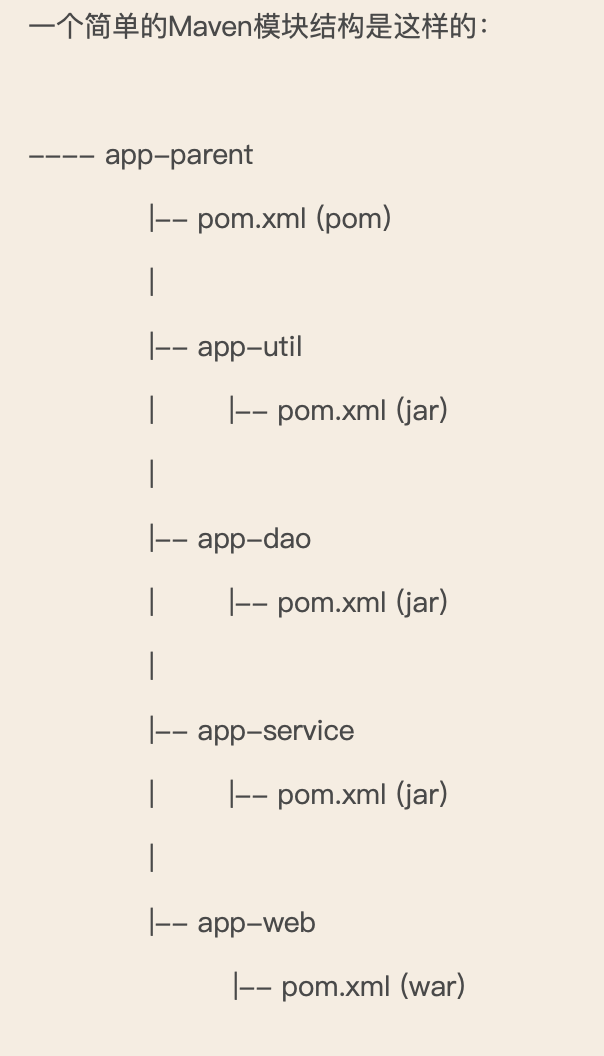 一个简单的Maven模块结构是这样的：
---- app-parent
|-- pom.xml (pom)
|
|-- app-util
|        |-- pom.xml (jar)
|
|-- app-dao
|        |-- pom.xml (jar)
|
|-- app-service
|        |-- pom.xml (jar)
|
|-- app-web
|-- pom.xml (war)